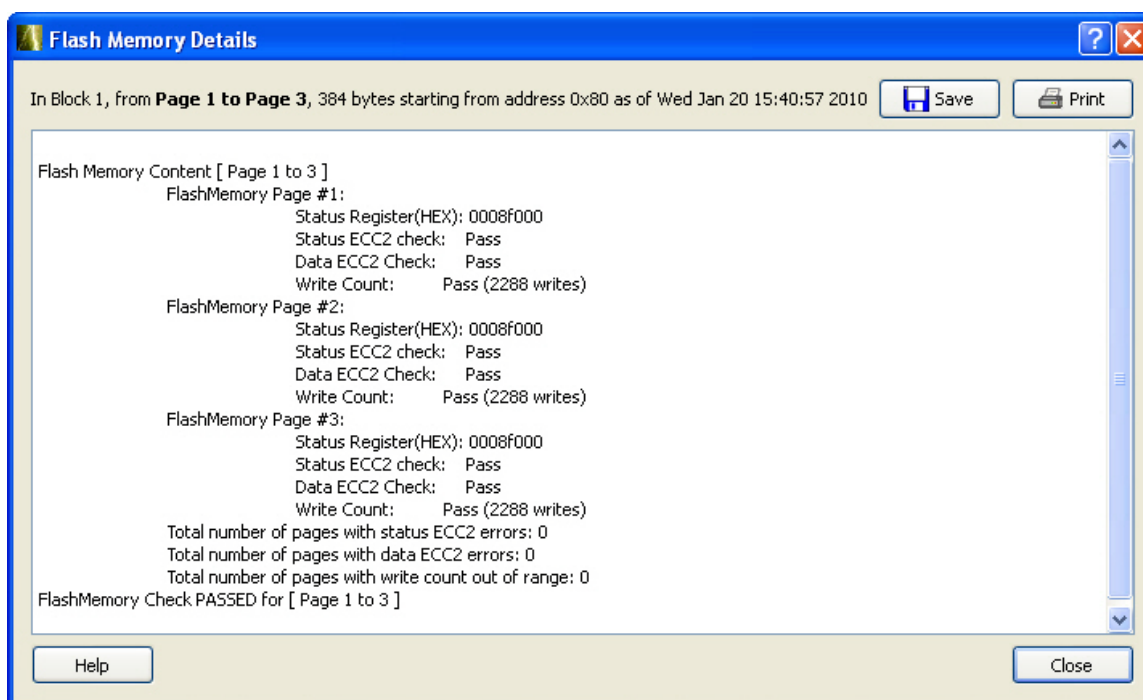 Flash Memory Details
In Block 1, from Page 1 to Page 3, 384 bytes starting from address 0x80 as of Wed Jan 20 15:40:57 2010 Save Print
Flash Memory Content [ Page 1 to 3 ]
FlashMemory Page #1:
Status Register(HEX): 0008f000
Status ECC2 check: Pass
Data ECC2 Check: Pass
Write Count: Pass (2288 writes)
FlashMemory Page #2:
Status Register(HEX): 0008f000
Status ECC2 check: Pass
Data ECC2 Check: Pass
Write Count: Pass (2288 writes)
FlashMemory Page #3:
Status Register(HEX): 0008f000
Status ECC2 check: Pass
Data ECC2 Check: Pass
Write Count: Pass (2288 writes)
Total number of pages with status ECC2 errors: 0
Total number of pages with data ECC2 errors: 0
Total number of pages with write count out of range: 0
FlashMemory Check PASSED for [ Page 1 to 3 ]
Help Close